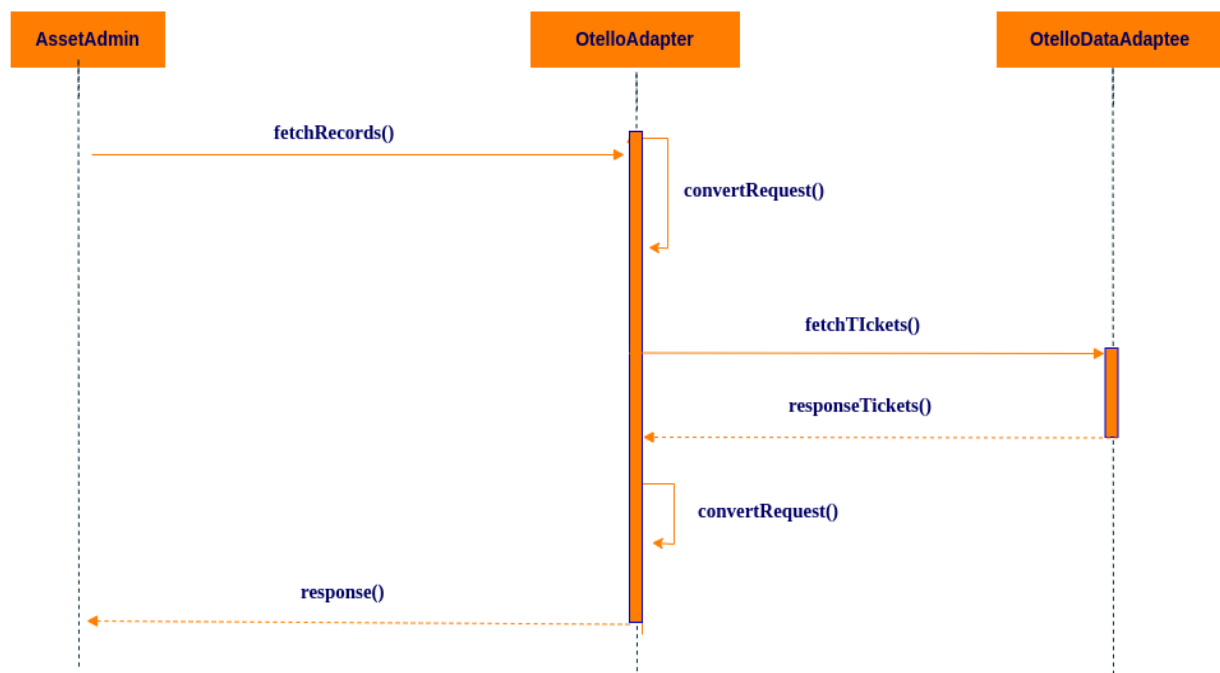 AssetAdmin
OtelloAdapter
OtelloDataAdaptee
fetchRecords()
convertRequest()
fetchTIckets()
responseTickets()
convertRequest()
response()